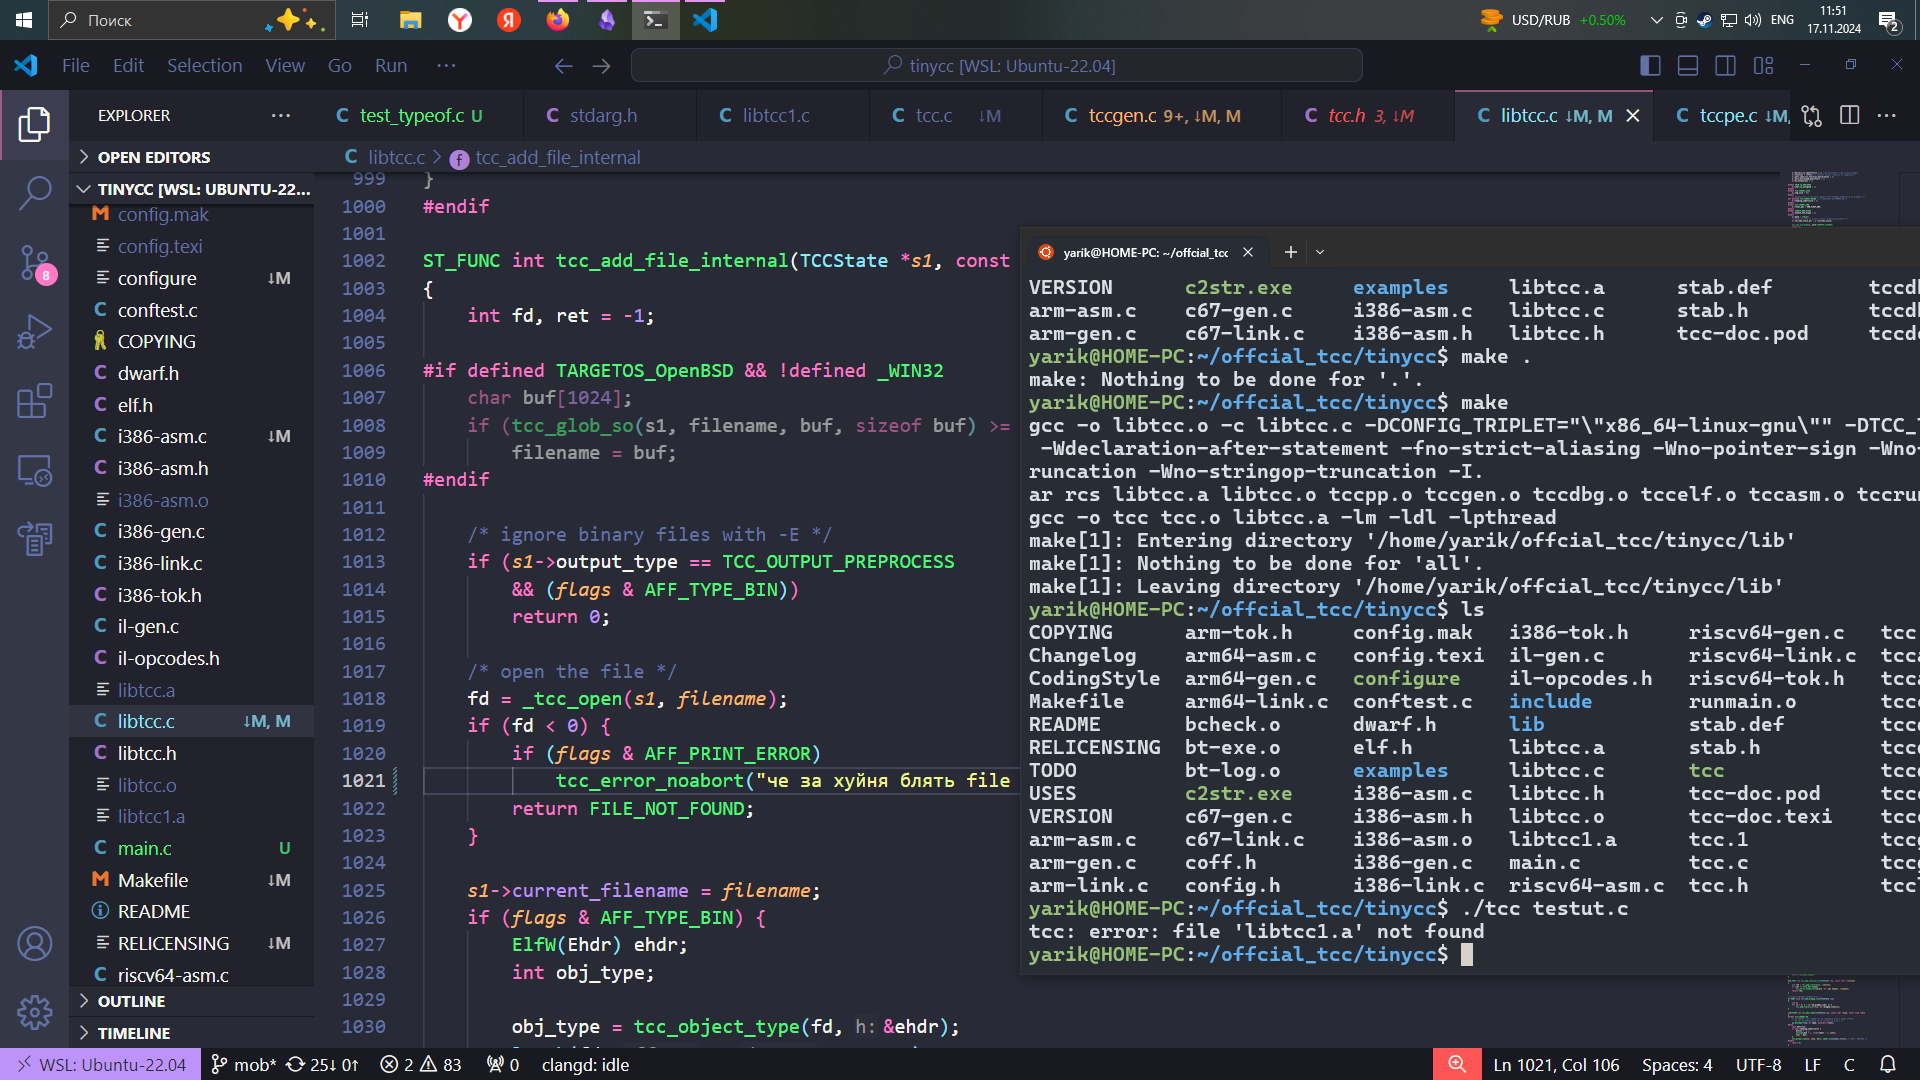 Поиск
USD/RUB +0.50%
ENG
11:51
17.11.2024
2
File Edit Selection View Go Run ···
tinycc [WSL: Ubuntu-22.04]
EXPLORER ···
C test_typeof.c U
C stdarg.h
C libtcc1.c
C tcc.c ↓M
C tccgen.c 9+, ↓M, M
C tcc.h 3, ↓M
C libtcc.c ↓M, M
C tccpe.c ↓M,
C libtcc.c > f tcc_add_file_internal
OPEN EDITORS
TINYCC [WSL: UBUNTU-22...
M config.mak
config.texi
configure ↓M
C conftest.c
COPYING
C dwarf.h
C elf.h
C i386-asm.c ↓M
C i386-asm.h
i386-asm.o
C i386-gen.c
C i386-link.c
C i386-tok.h
C il-gen.c
C il-opcodes.h
libtcc.a
C libtcc.c ↓M, M
C libtcc.h
libtcc.o
libtcc1.a
C main.c U
M Makefile ↓M
README
RELICENSING ↓M
C riscv64-asm.c
OUTLINE
TIMELINE
8
999 }
1000 #endif
1001
1002 ST_FUNC int tcc_add_file_internal(TCCState *s1, const
1003 {
1004     int fd, ret = -1;
1005
1006 #if defined TARGETOS_OpenBSD && !defined _WIN32
1007     char buf[1024];
1008     if (tcc_glob_so(s1, filename, buf, sizeof buf) >=
1009         filename = buf;
1010 #endif
1011
1012     /* ignore binary files with -E */
1013     if (s1->output_type == TCC_OUTPUT_PREPROCESS
1014         && (flags & AFF_TYPE_BIN))
1015         return 0;
1016
1017     /* open the file */
1018     fd = _tcc_open(s1, filename);
1019     if (fd < 0) {
1020         if (flags & AFF_PRINT_ERROR)
1021             tcc_error_noabort("че за хуйня блять file
1022         return FILE_NOT_FOUND;
1023     }
1024
1025     s1->current_filename = filename;
1026     if (flags & AFF_TYPE_BIN) {
1027         ElfW(Ehdr) ehdr;
1028         int obj_type;
1029
1030         obj_type = tcc_object_type(fd, h: &ehdr);
yarik@HOME-PC: ~/offcial_tcc
VERSION c2str.exe examples libtcc.a stab.def
arm-asm.c c67-gen.c i386-asm.c libtcc.c stab.h
arm-gen.c c67-link.c i386-asm.h libtcc.h tcc-doc.pod
yarik@HOME-PC:~/offcial_tcc/tinycc$ make .
make: Nothing to be done for '.'.
yarik@HOME-PC:~/offcial_tcc/tinycc$ make
gcc -o libtcc.o -c libtcc.c -DCONFIG_TRIPLET="\"x86_64-linux-gnu\"" -DTCC_
-Wdeclaration-after-statement -fno-strict-aliasing -Wno-pointer-sign -Wno-
runcation -Wno-stringop-truncation -I.
ar rcs libtcc.a libtcc.o tccpp.o tccgen.o tccdbg.o tccelf.o tccasm.o tccru
gcc -o tcc tcc.o libtcc.a -lm -ldl -lpthread
make[1]: Entering directory '/home/yarik/offcial_tcc/tinycc/lib'
make[1]: Nothing to be done for 'all'.
make[1]: Leaving directory '/home/yarik/offcial_tcc/tinycc/lib'
yarik@HOME-PC:~/offcial_tcc/tinycc$ ls
COPYING arm-tok.h config.mak i386-tok.h riscv64-gen.c tcc
Changelog arm64-asm.c config.texi il-gen.c riscv64-link.c tcca
CodingStyle arm64-gen.c configure il-opcodes.h riscv64-tok.h tcca
Makefile arm64-link.c conftest.c include runmain.o tccc
README bcheck.o dwarf.h lib stab.def tccc
RELICENSING bt-exe.o elf.h libtcc.a stab.h tccc
TODO bt-log.o examples libtcc.c tcc
USES c2str.exe i386-asm.c libtcc.h tcc-doc.pod
VERSION c67-gen.c i386-asm.h libtcc.o tcc-doc.texi
arm-asm.c c67-link.c i386-asm.o libtcc1.a tcc.1
arm-gen.c coff.h i386-gen.c main.c tcc.c
arm-link.c config.h i386-link.c riscv64-asm.c tcc.h
yarik@HOME-PC:~/offcial_tcc/tinycc$ ./tcc testut.c
tcc: error: file 'libtcc1.a' not found
yarik@HOME-PC:~/offcial_tcc/tinycc$
WSL: Ubuntu-22.04 mob* 25↓ 0↑ 2 83 0 clangd: idle
Ln 1021, Col 106 Spaces: 4 UTF-8 LF C